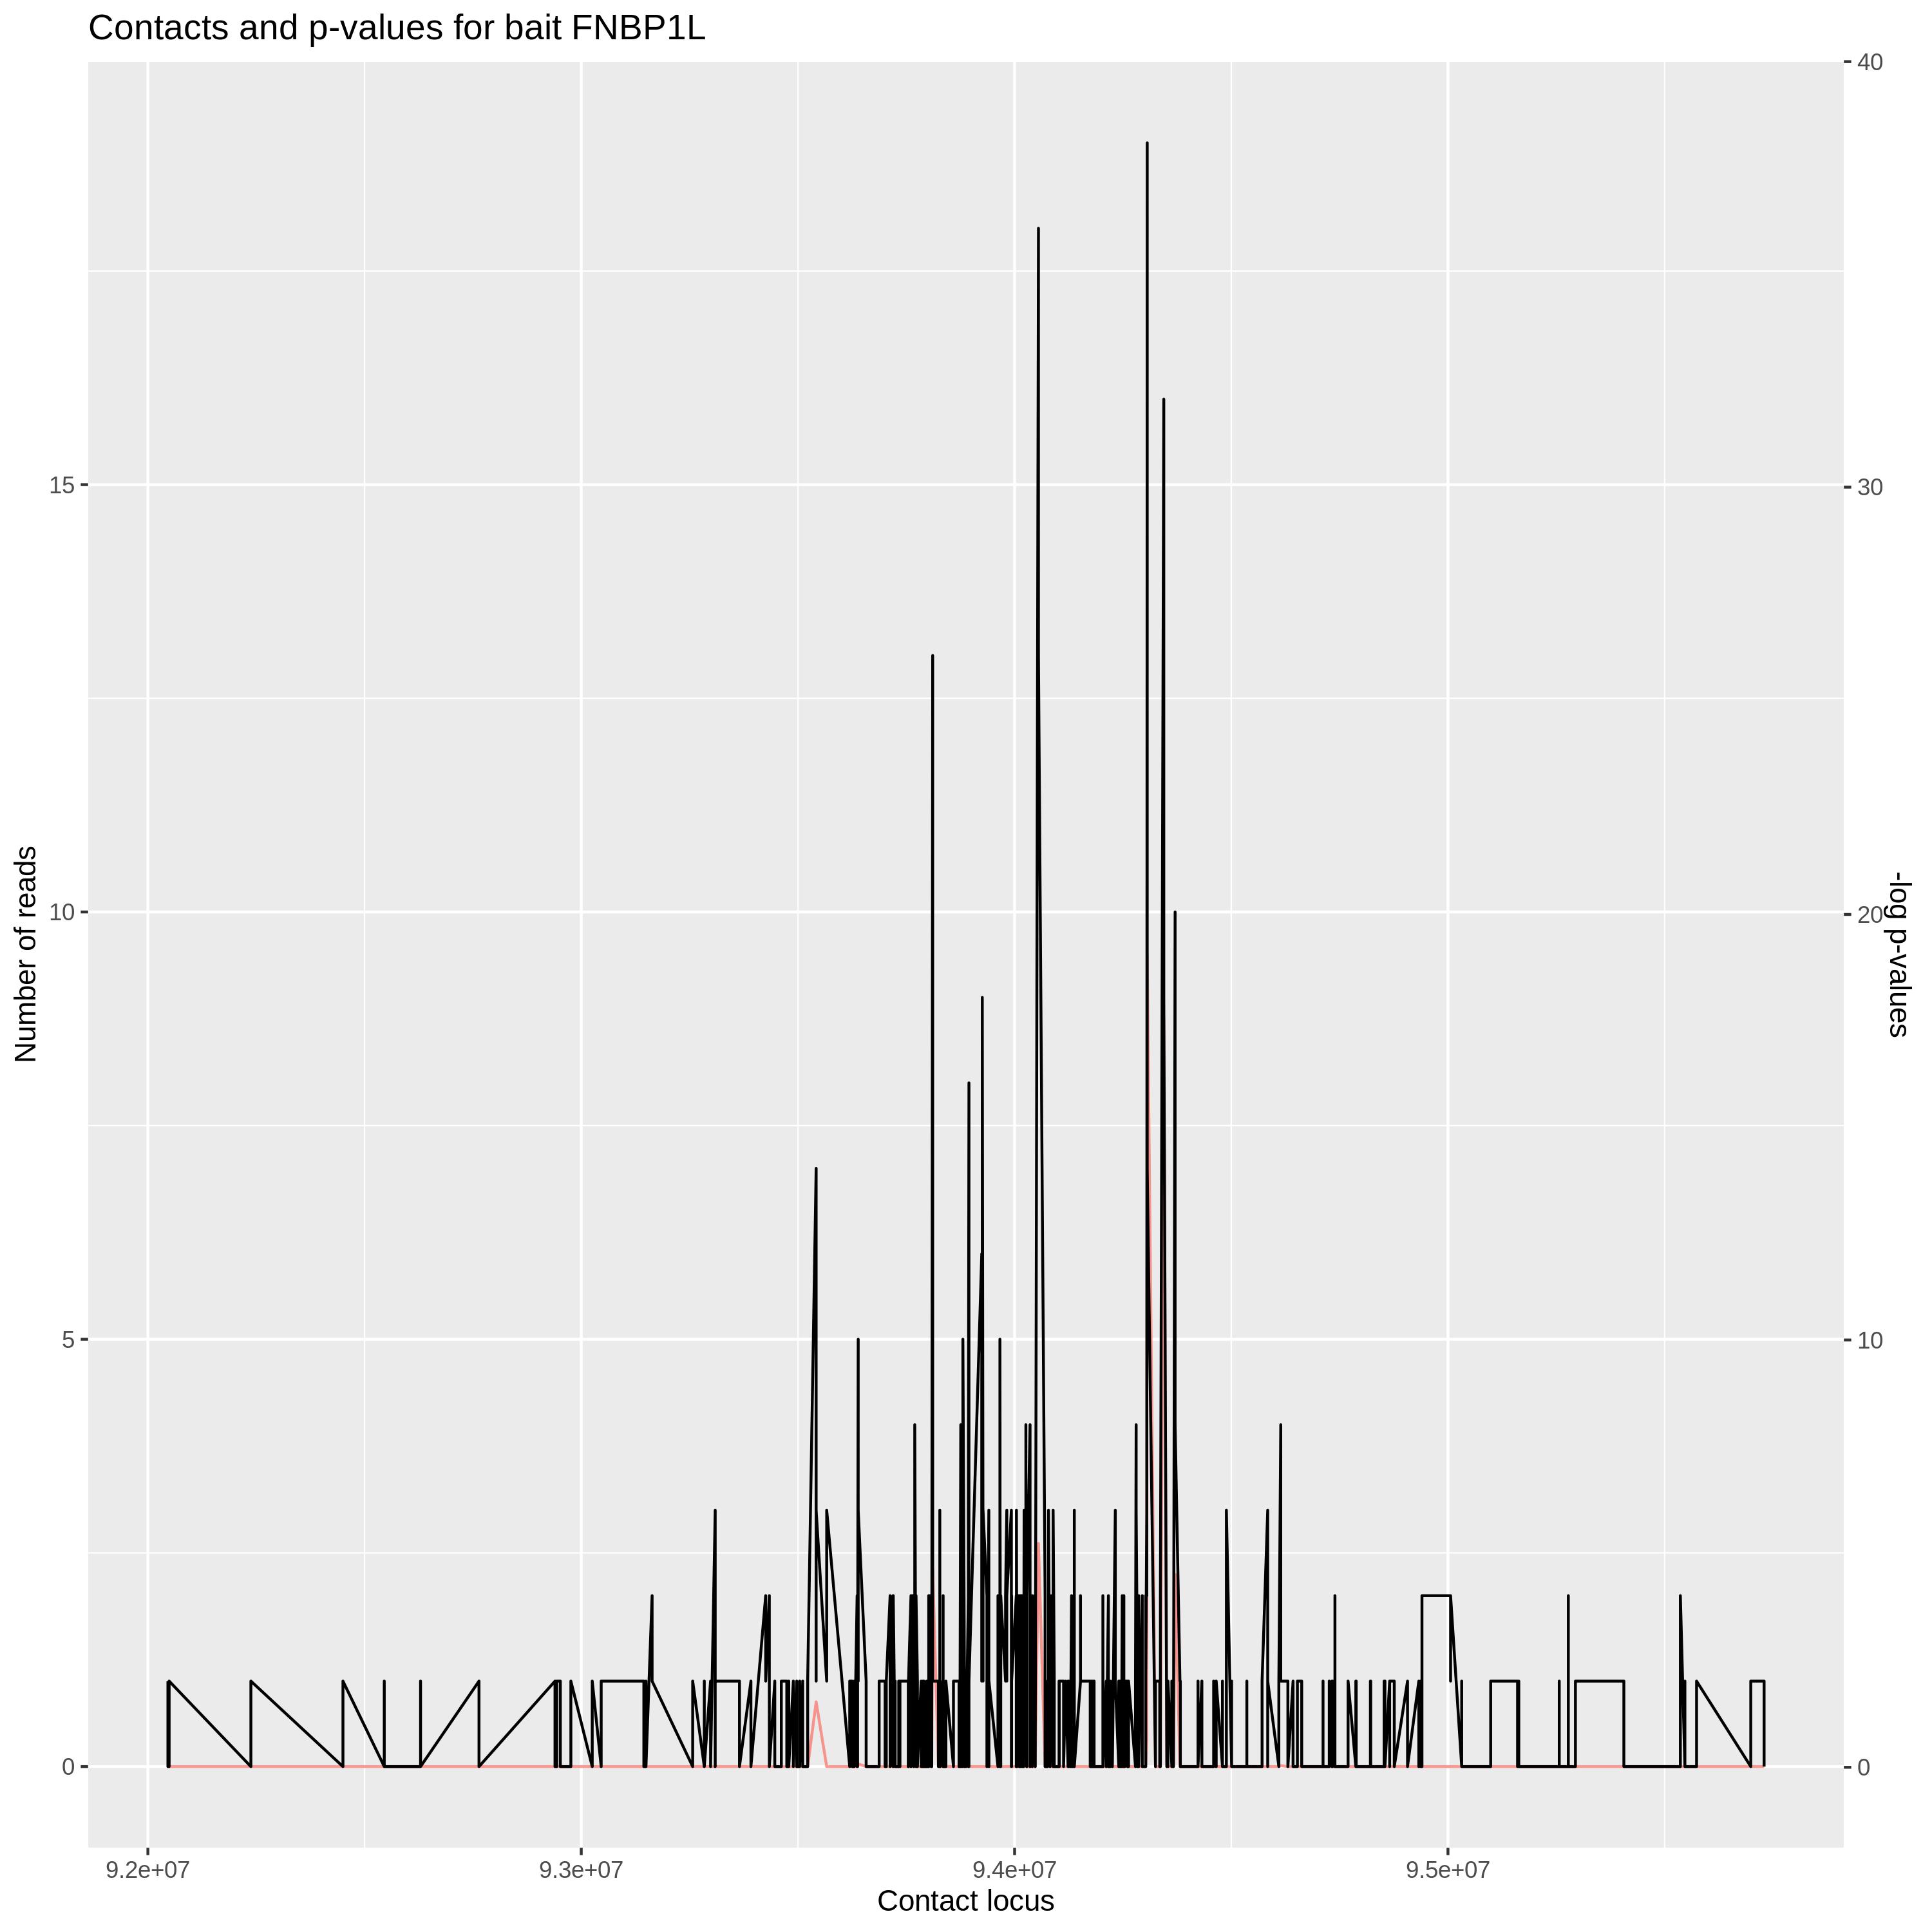 Contacts and p-values for bait FNBP1L
40
15
30
10
20
5
10
0
0
Number of reads
-log p-values
9.2e+07
9.3e+07
9.4e+07
9.5e+07
Contact locus